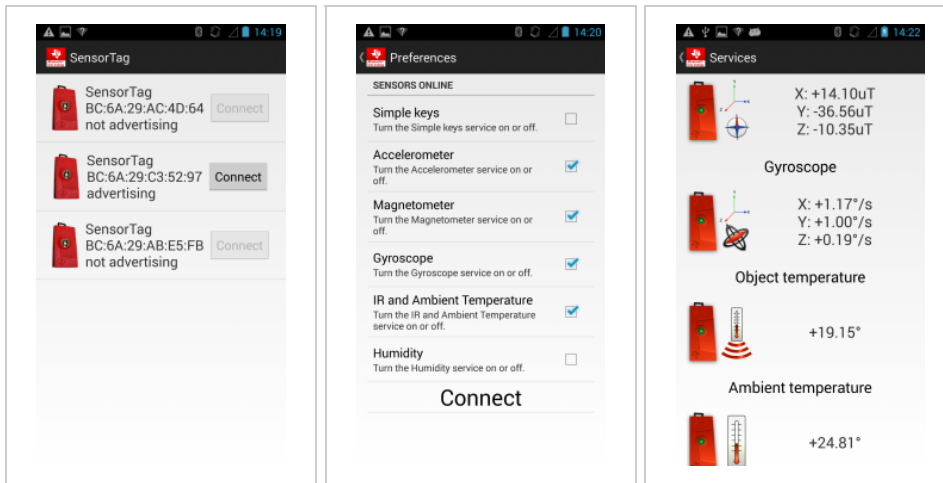 14:19
SensorTag
SensorTag
BC:6A:29:AC:4D:64
not advertising
Connect
SensorTag
BC:6A:29:C3:52:97
advertising
Connect
SensorTag
BC:6A:29:AB:E5:FB
not advertising
Connect
14:20
Preferences
SENSORS ONLINE
Simple keys
Turn the Simple keys service on or off.
Accelerometer
Turn the Accelerometer service on or
off.
Magnetometer
Turn the Magnetometer service on or
off.
Gyroscope
Turn the Gyroscope service on or off.
IR and Ambient Temperature
Turn the IR and Ambient Temperature
service on or off.
Humidity
Turn the Humidity service on or off.
Connect
14:22
Services
X: +14.10uT
Y: -36.56uT
Z: -10.35uT
Gyroscope
X: +1.17°/s
Y: +1.00°/s
Z: +0.19°/s
Object temperature
+19.15°
Ambient temperature
+24.81°